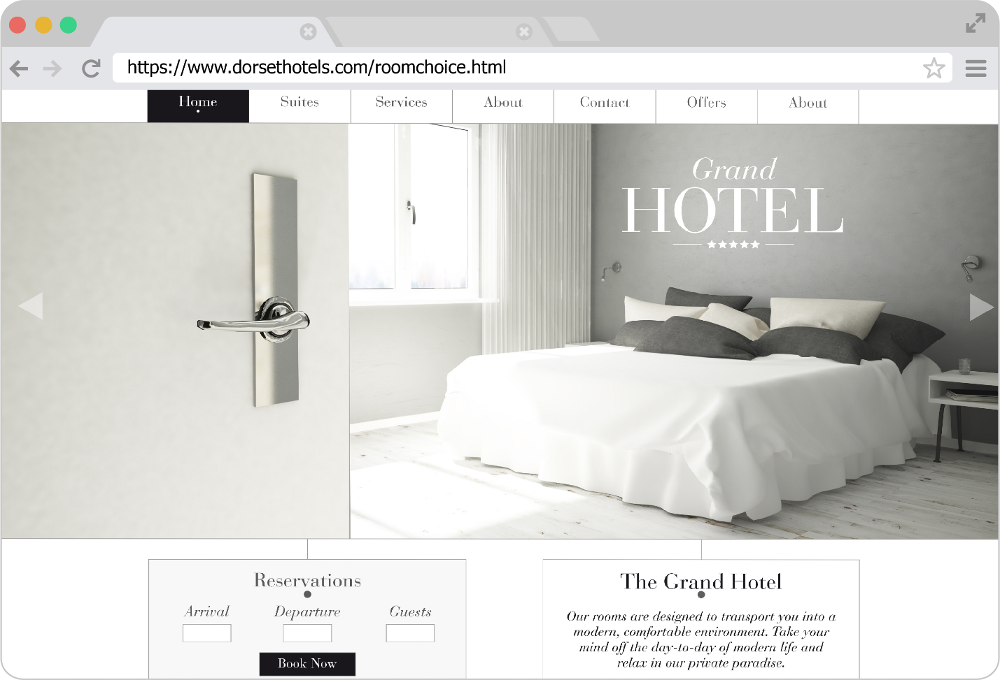 https://www.dorsethotels.com/roomchoice.html
Home Suites Services About Contact Offers About
Grand
HOTEL
Reservations
Arrival Departure Guests
Book Now
The Grand Hotel
Our rooms are designed to transport you into a
modern, comfortable environment. Take your
mind off the day-to-day of modern life and
relax in our private paradise.